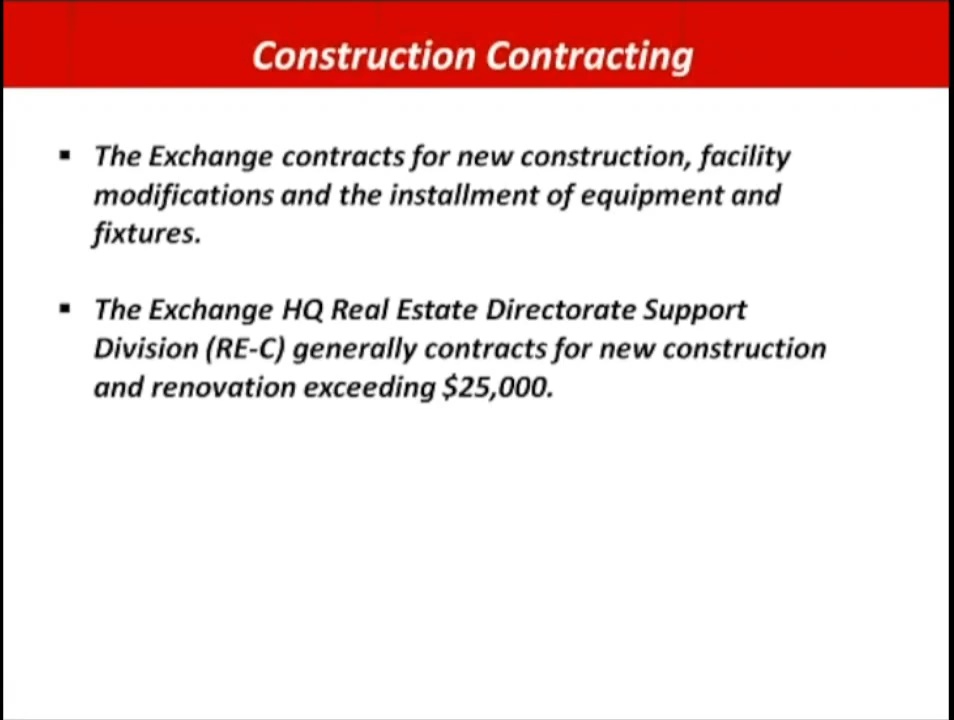 Construction Contracting
▪ The Exchange contracts for new construction, facility
modifications and the installment of equipment and
fixtures.
▪ The Exchange HQ Real Estate Directorate Support
Division (RE-C) generally contracts for new construction
and renovation exceeding $25,000.